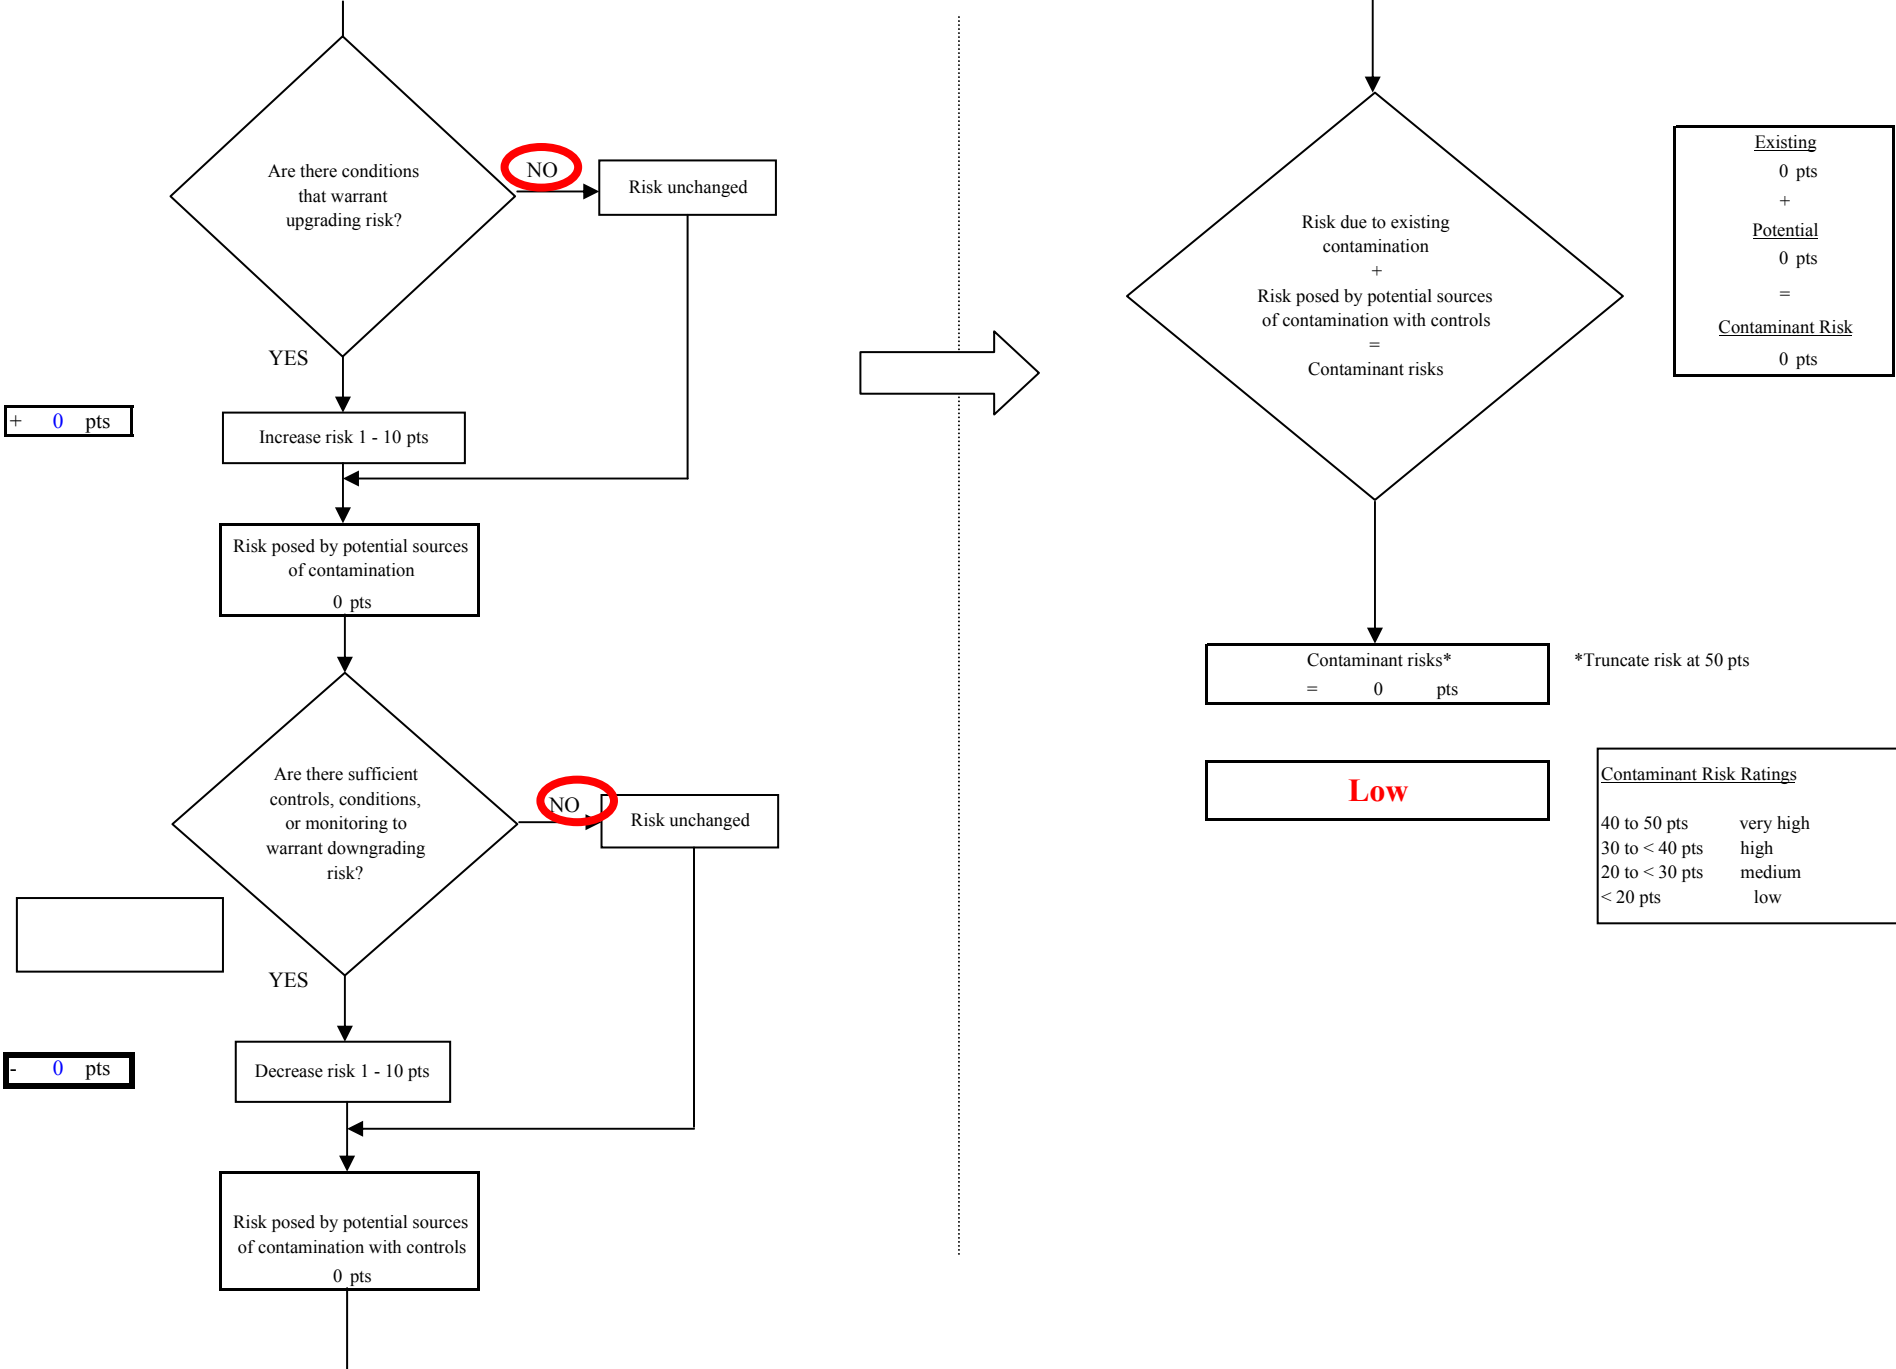 Are there conditions
that warrant
upgrading risk?
NO
Risk unchanged
YES
+ 0 pts
Increase risk 1 - 10 pts
Risk posed by potential sources
of contamination
0 pts
Are there sufficient
controls, conditions,
or monitoring to
warrant downgrading
risk?
NO
Risk unchanged
YES
- 0 pts
Decrease risk 1 - 10 pts
Risk posed by potential sources
of contamination with controls
0 pts
Risk due to existing
contamination
+
Risk posed by potential sources
of contamination with controls
=
Contaminant risks
Existing
0 pts
+
Potential
0 pts
=
Contaminant Risk
0 pts
Contaminant risks*
= 0 pts
*Truncate risk at 50 pts
Low
Contaminant Risk Ratings
40 to 50 pts very high
30 to < 40 pts high
20 to < 30 pts medium
< 20 pts low